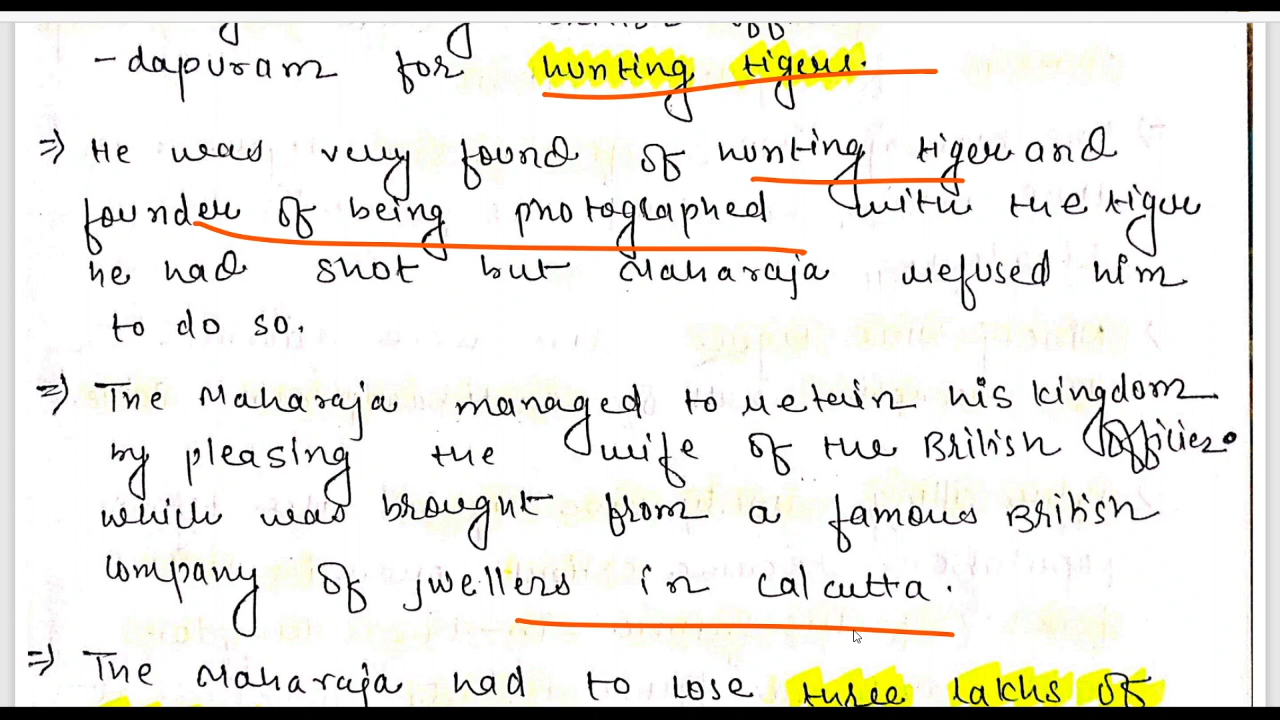 -dapuram for hunting tigers.
⇒ He was very found of hunting tiger and
founder of being photographed with the tiger
he had shot but Maharaja refused him
to do so.
⇒ The Maharaja managed to retain his kingdom
by pleasing the wife of the British officier.
which was brought from a famous British
company of jwellers in calcutta.
⇒ The Maharaja had to lose three lakhs of